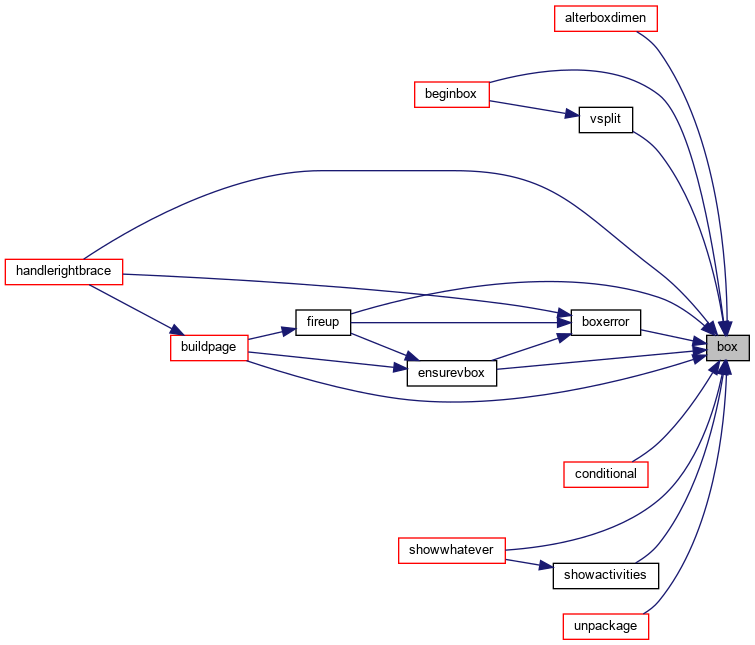 alterboxdimen
beginbox
vsplit
handlerightbrace
fireup
boxerror
buildpage
box
ensurevbox
conditional
showwhatever
showactivities
unpackage